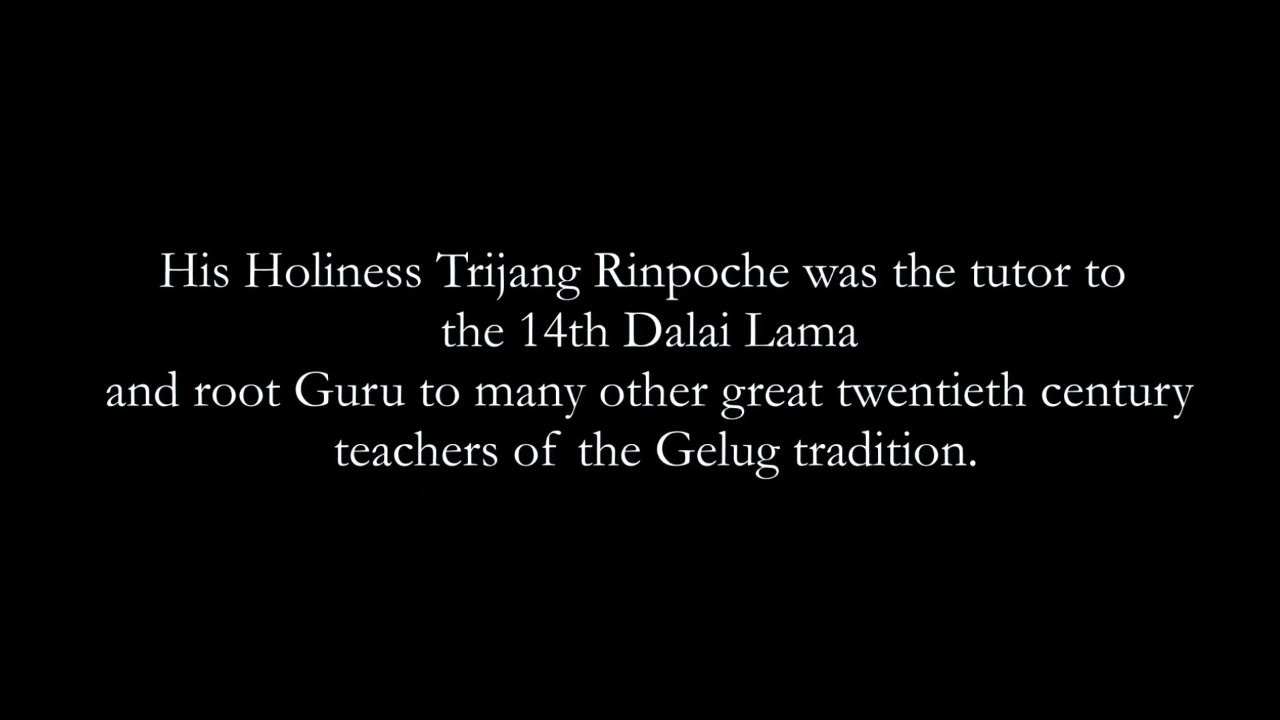 His Holiness Trijang Rinpoche was the tutor to
the 14th Dalai Lama
and root Guru to many other great twentieth century
teachers of the Gelug tradition.